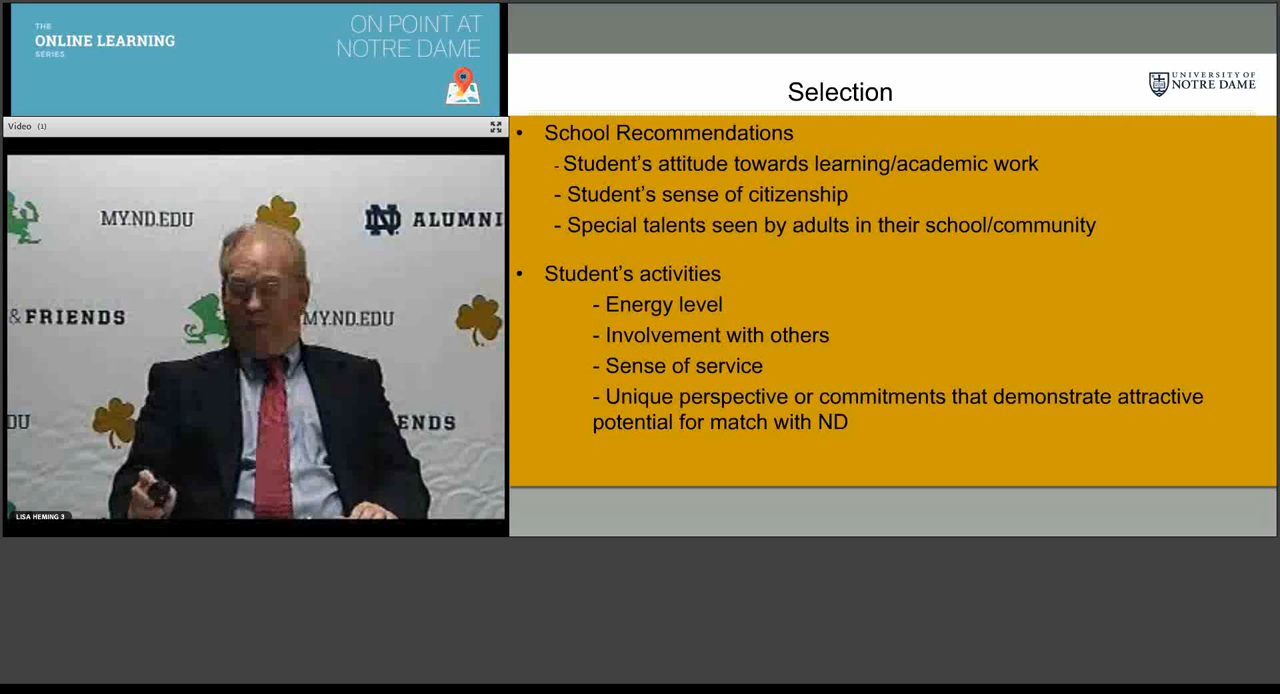 THE
ONLINE LEARNING
SERIES
ON POINT AT
NOTRE DAME
Video (1)
MY.ND.EDU
ND ALUMNI
& FRIENDS
MY.ND.EDU
DU
ENDS
LISA HEMING 3
Selection
UNIVERSITY OF
NOTRE DAME
• School Recommendations
- Student's attitude towards learning/academic work
- Student's sense of citizenship
- Special talents seen by adults in their school/community
• Student's activities
- Energy level
- Involvement with others
- Sense of service
- Unique perspective or commitments that demonstrate attractive
potential for match with ND